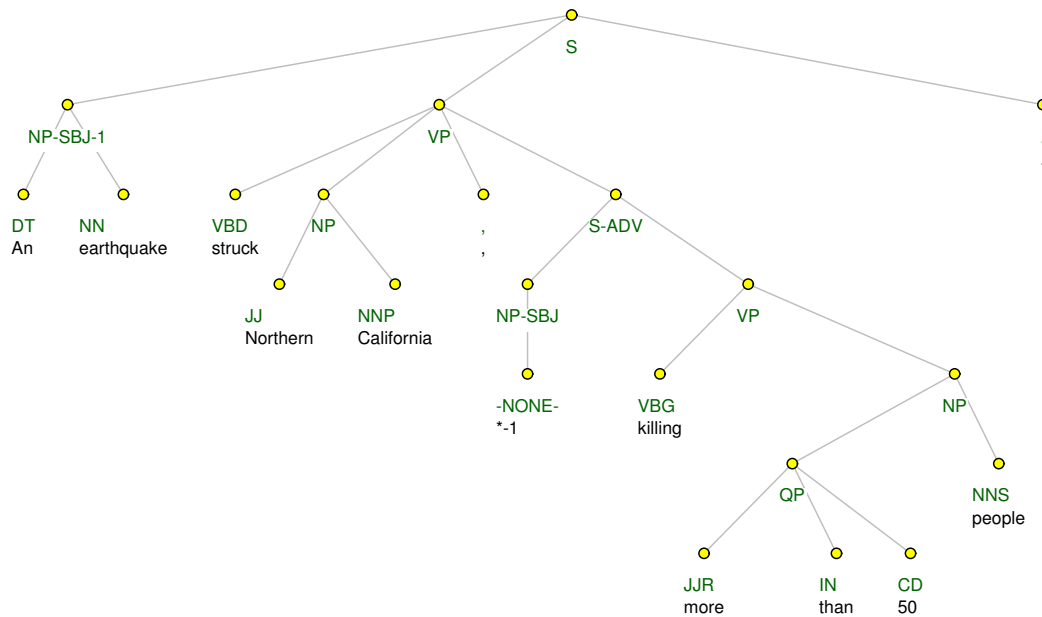 S
NP-SBJ-1 VP
DT NN VBD NP , S-ADV
An earthquake struck ,
JJ NNP NP-SBJ VP
Northern California
-NONE- VBG NP
*-1 killing
QP NNS
people
JJR IN CD
more than 50